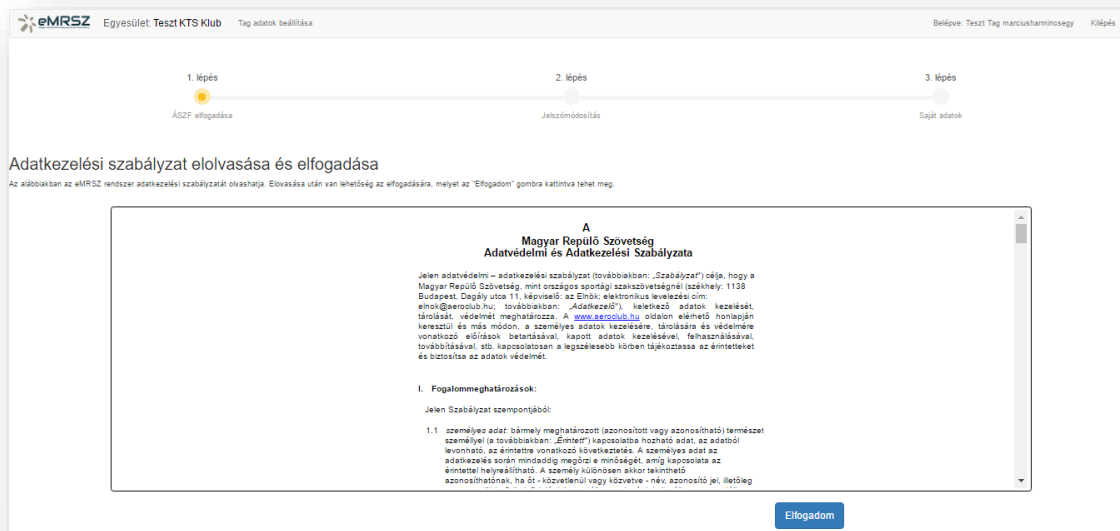 eMRSZ Egyesület: Teszt KTS Klub Tag adatok beállítása Belépve: Teszt Tag marciusharmincsegy Kilépés
1. lépés 2. lépés 3. lépés
ÁSZF elfogadása Jelszómódosítás Saját adatok
Adatkezelési szabályzat elolvasása és elfogadása
Az alábbiakban az eMRSZ rendszer adatkezelési szabályzatát olvashatja. Elovasása után van lehetőség az elfogadására, melyet az "Elfogadom" gombra kattintva tehet meg.
A
Magyar Repülő Szövetség
Adatvédelmi és Adatkezelési Szabályzata
Jelen adatvédelmi – adatkezelési szabályzat (továbbiakban: „Szabályzat") célja, hogy a
Magyar Repülő Szövetség, mint országos sportági szakszövetségnél (székhely: 1138
Budapest, Dagály utca 11, képviselő: az Elnök; elektronikus levelezési cím:
elnok@aeroclub.hu; továbbiakban: „Adatkezelő"), keletkező adatok kezelését,
tárolását, védelmét meghatározza. A www.aeroclub.hu oldalon elérhető honlapján
keresztül és más módon, a személyes adatok kezelésére, tárolására és védelmére
vonatkozó előírások betartásával, kapott adatok kezelésével, felhasználásával,
továbbításával, stb. kapcsolatosan a legszélesebb körben tájékoztassa az érintetteket
és biztosítsa az adatok védelmét.
I. Fogalommeghatározások:
Jelen Szabályzat szempontjából:
1.1 személyes adat: bármely meghatározott (azonosított vagy azonosítható) természet
személlyel (a továbbiakban: „Érintett") kapcsolatba hozható adat, az adatból
levonható, az érintettre vonatkozó következtetés. A személyes adat az
adatkezelés során mindaddig megőrzi e minőségét, amíg kapcsolata az
érintettel helyreállítható. A személy különösen akkor tekinthető
azonosíthatónak, ha őt - közvetlenül vagy közvetve - név, azonosító jel, illetőleg
Elfogadom